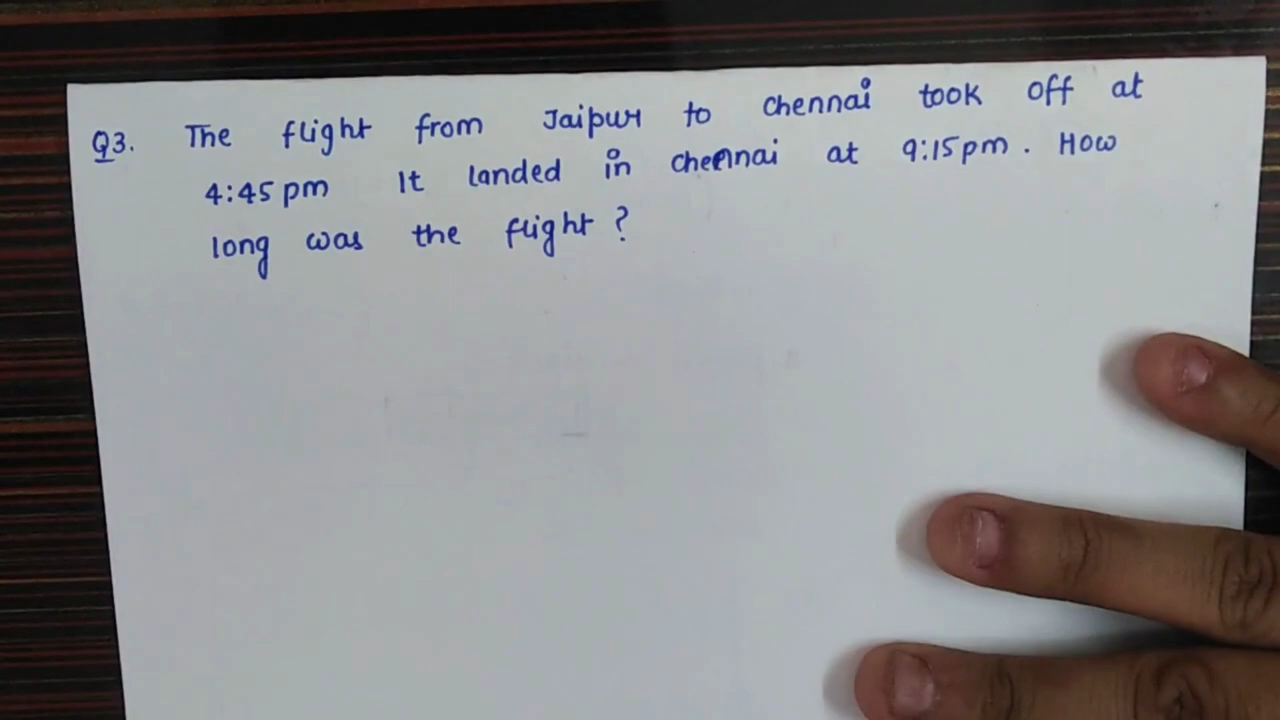 Q3. The flight from Jaipur to Chennai took off at
4:45 pm It landed in Chennai at 9:15 pm. How
long was the flight?